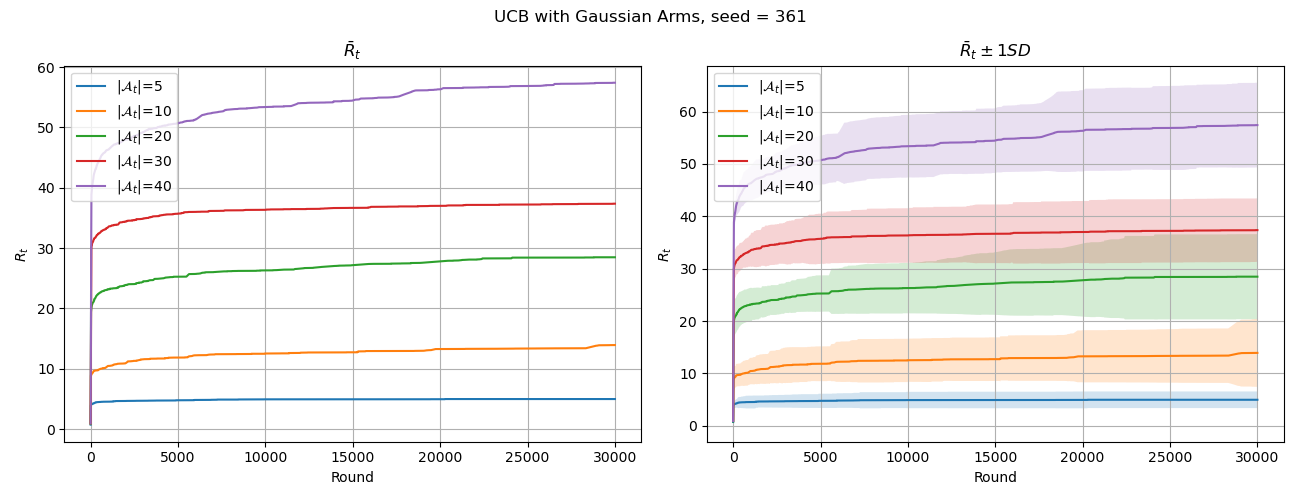 UCB with Gaussian Arms, seed = 361
R̄ₜ
60
50
40
30
20
10
0
Rₜ
|𝒜ₜ|=5
|𝒜ₜ|=10
|𝒜ₜ|=20
|𝒜ₜ|=30
|𝒜ₜ|=40
0 5000 10000 15000 20000 25000 30000
Round
R̄ₜ ± 1SD
60
50
40
30
20
10
0
Rₜ
|𝒜ₜ|=5
|𝒜ₜ|=10
|𝒜ₜ|=20
|𝒜ₜ|=30
|𝒜ₜ|=40
0 5000 10000 15000 20000 25000 30000
Round